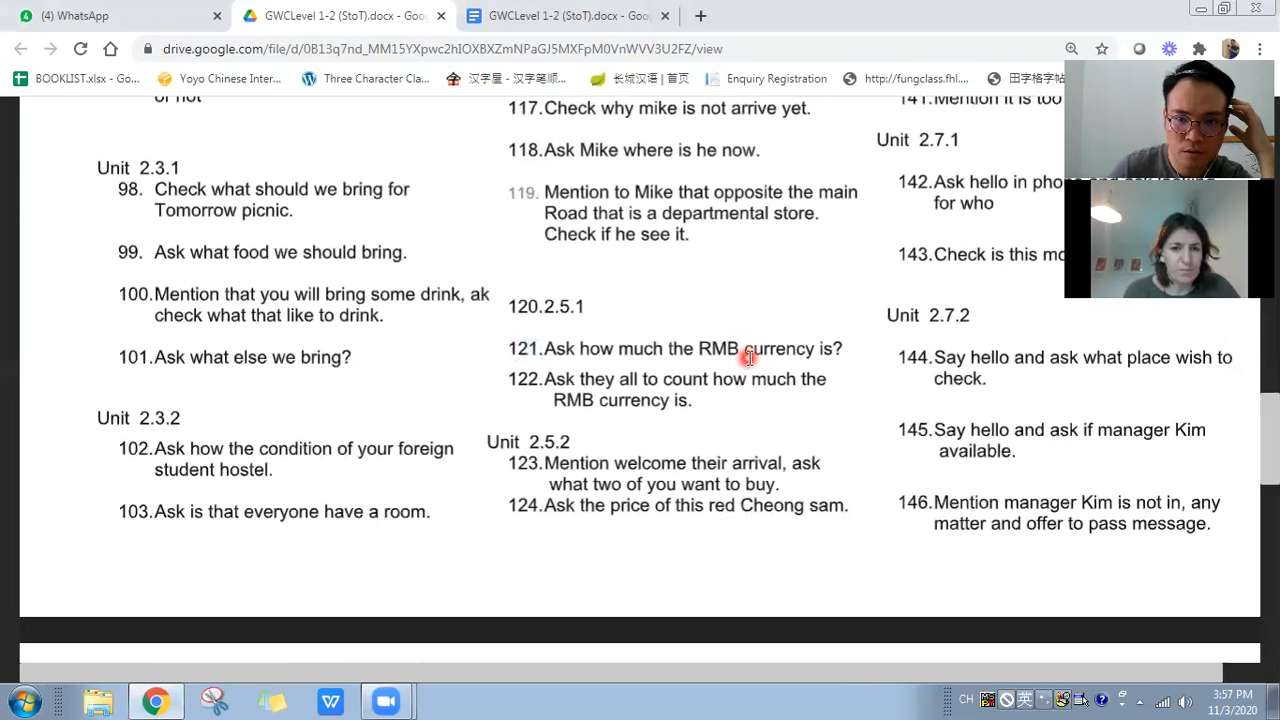 (4) WhatsApp
GWCLevel 1-2 (StoT).docx - Goo
GWCLevel 1-2 (StoT).docx - Goog
drive.google.com/file/d/0B13q7nd_MM15YXpwc2hIOXBXZmNPaGJ5MXFpM0VnWVV3U2FZ/view
BOOKLIST.xlsx - Go...
Yoyo Chinese Inter...
Three Character Cla...
汉字屋 - 汉字笔顺...
长城汉语 | 首页
Enquiry Registration
http://fungclass.fhl....
田字格字帖
or not
Unit 2.3.1
98. Check what should we bring for
Tomorrow picnic.
99. Ask what food we should bring.
100.Mention that you will bring some drink, ak
check what that like to drink.
101.Ask what else we bring?
Unit 2.3.2
102.Ask how the condition of your foreign
student hostel.
103.Ask is that everyone have a room.
117.Check why mike is not arrive yet.
118.Ask Mike where is he now.
119. Mention to Mike that opposite the main
Road that is a departmental store.
Check if he see it.
120.2.5.1
121.Ask how much the RMB currency is?
122.Ask they all to count how much the
RMB currency is.
Unit 2.5.2
123.Mention welcome their arrival, ask
what two of you want to buy.
124.Ask the price of this red Cheong sam.
141.Mention it is too
Unit 2.7.1
142.Ask hello in pho
for who
143.Check is this mo
Unit 2.7.2
144.Say hello and ask what place wish to
check.
145.Say hello and ask if manager Kim
available.
146.Mention manager Kim is not in, any
matter and offer to pass message.
CH
英
3:57 PM
11/3/2020